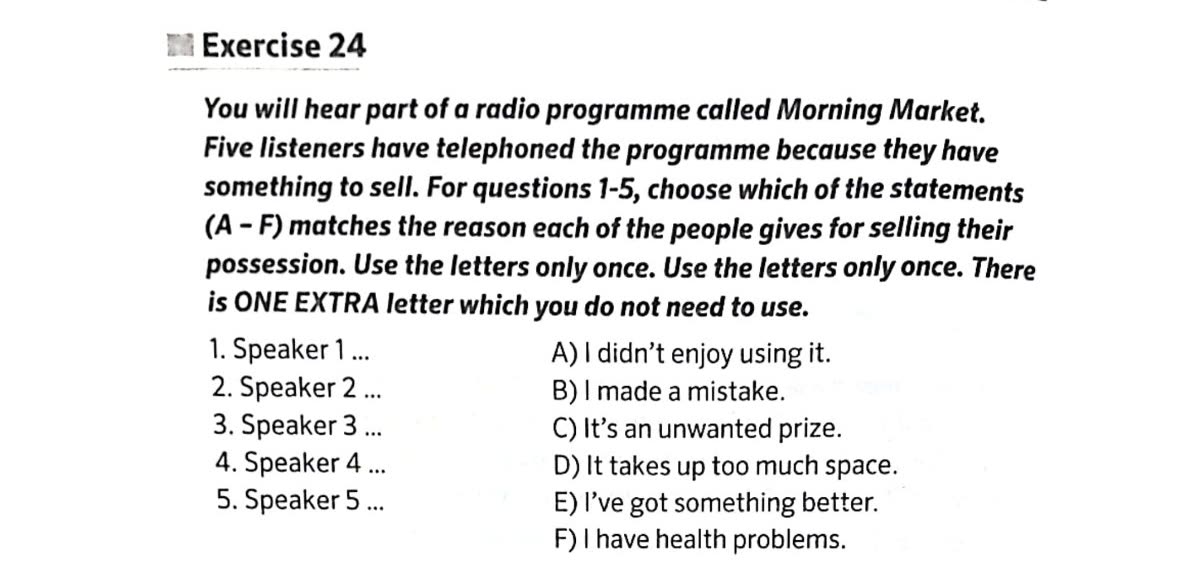 Exercise 24
You will hear part of a radio programme called Morning Market.
Five listeners have telephoned the programme because they have
something to sell. For questions 1-5, choose which of the statements
(A – F) matches the reason each of the people gives for selling their
possession. Use the letters only once. Use the letters only once. There
is ONE EXTRA letter which you do not need to use.
1. Speaker 1 ...
2. Speaker 2 ...
3. Speaker 3 ...
4. Speaker 4 ...
5. Speaker 5 ...
A) I didn't enjoy using it.
B) I made a mistake.
C) It's an unwanted prize.
D) It takes up too much space.
E) I've got something better.
F) I have health problems.